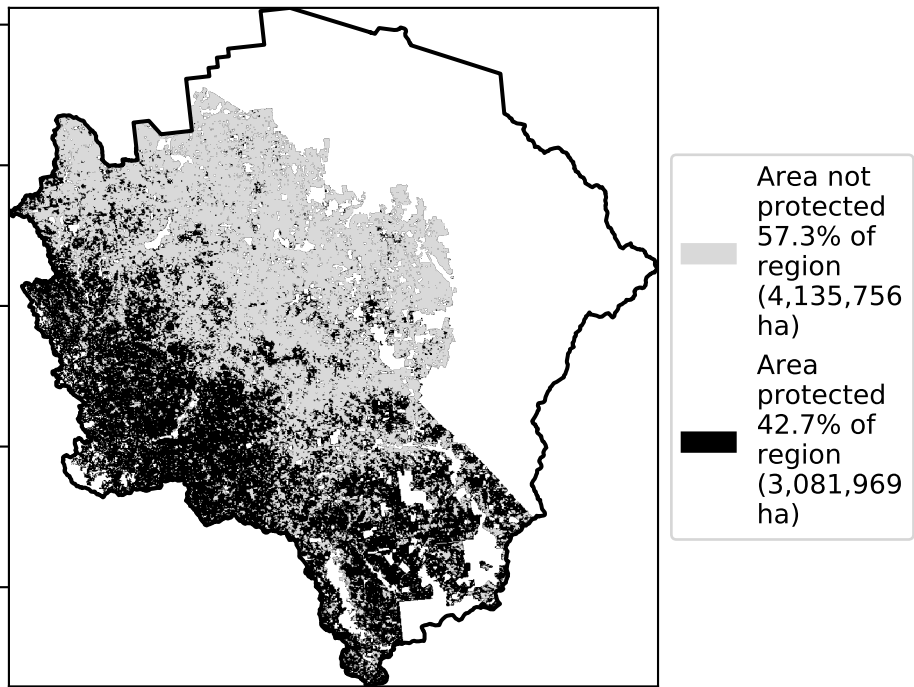 Area not
protected
57.3% of
region
(4,135,756
ha)
Area
protected
42.7% of
region
(3,081,969
ha)